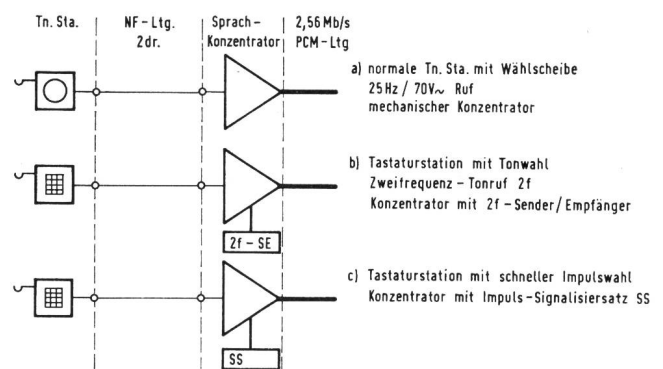 Tn. Sta.
NF-Ltg.
2dr.
Sprach-
Konzentrator
2,56 Mb/s
PCM-Ltg
a) normale Tn. Sta. mit Wählscheibe
25 Hz / 70V~ Ruf
mechanischer Konzentrator
b) Tastaturstation mit Tonwahl
Zweifrequenz-Tonruf 2f
Konzentrator mit 2f-Sender/Empfänger
2f-SE
c) Tastaturstation mit schneller Impulswahl
Konzentrator mit Impuls-Signalisiersatz SS
SS